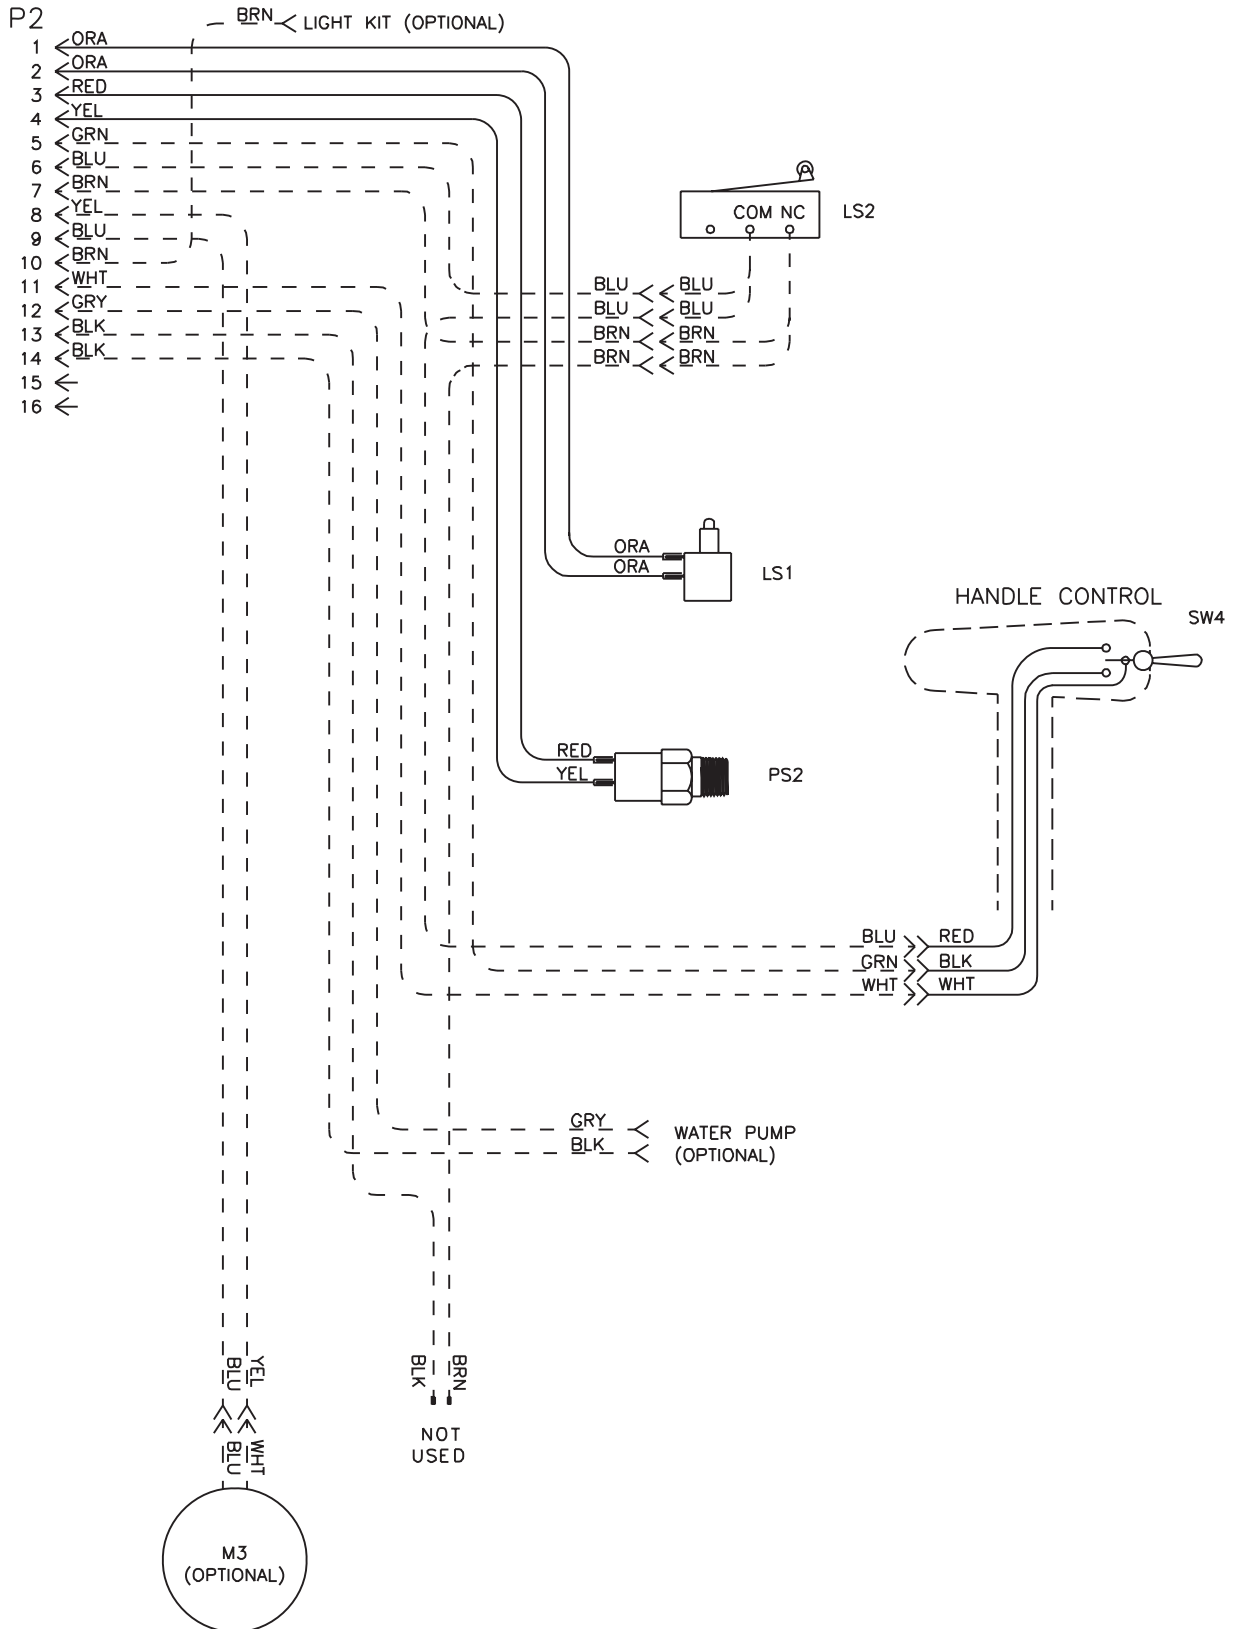 P2
BRN LIGHT KIT (OPTIONAL)
1 ORA
2 ORA
3 RED
4 YEL
5 GRN
6 BLU
7 BRN
8 YEL
9 BLU
10 BRN
11 WHT
12 GRY
13 BLK
14 BLK
15
16
COM NC
LS2
BLU BLU
BLU BLU
BRN BRN
BRN BRN
ORA
ORA
LS1
HANDLE CONTROL
SW4
RED
YEL
PS2
BLU RED
GRN BLK
WHT WHT
GRY
BLK
WATER PUMP
(OPTIONAL)
BLU YEL
BLK BRN
NOT
USED
BLU WHT
M3
(OPTIONAL)